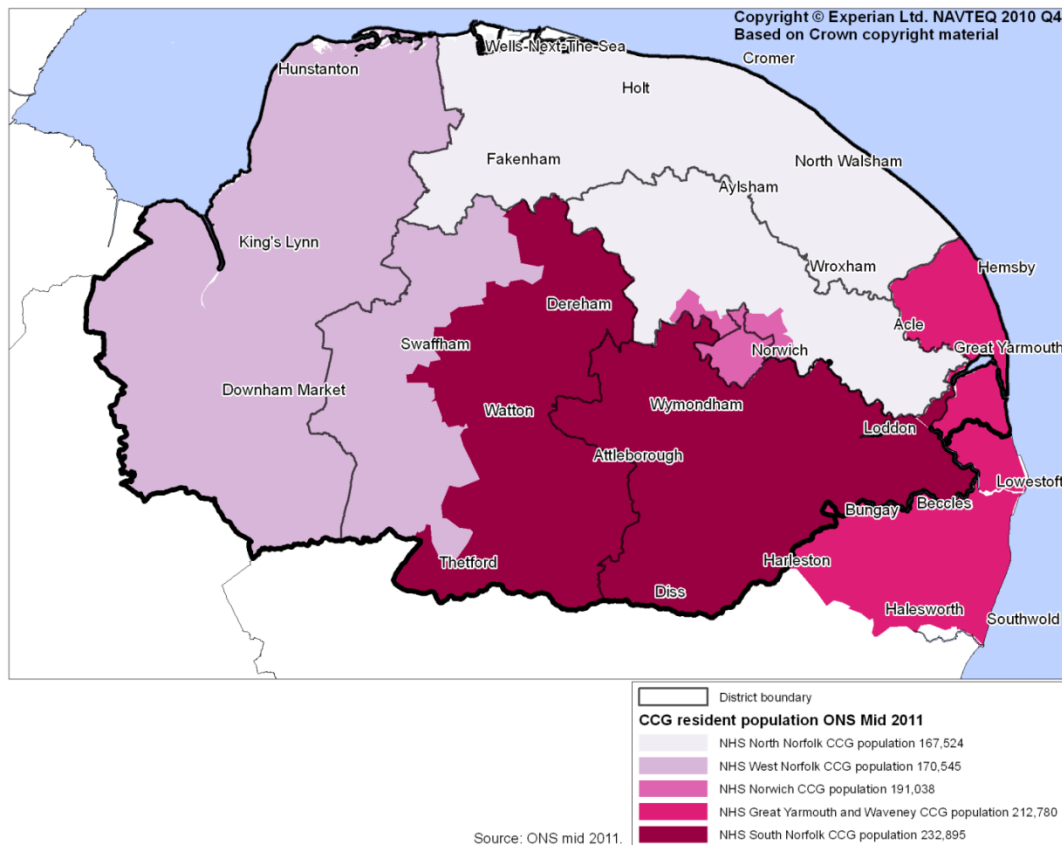 Copyright © Experian Ltd. NAVTEQ 2010 Q4
Based on Crown copyright material
Wells-Next-The-Sea
Cromer
Hunstanton
Holt
Fakenham
North Walsham
Aylsham
King's Lynn
Wroxham
Hemsby
Dereham
Acle
Swaffham
Norwich
Great Yarmouth
Downham Market
Watton
Wymondham
Loddon
Attleborough
Lowestoft
Beccles
Bungay
Thetford
Harleston
Diss
Halesworth
Southwold
District boundary
CCG resident population ONS Mid 2011
NHS North Norfolk CCG population 167,524
NHS West Norfolk CCG population 170,545
NHS Norwich CCG population 191,038
NHS Great Yarmouth and Waveney CCG population 212,780
NHS South Norfolk CCG population 232,895
Source: ONS mid 2011.